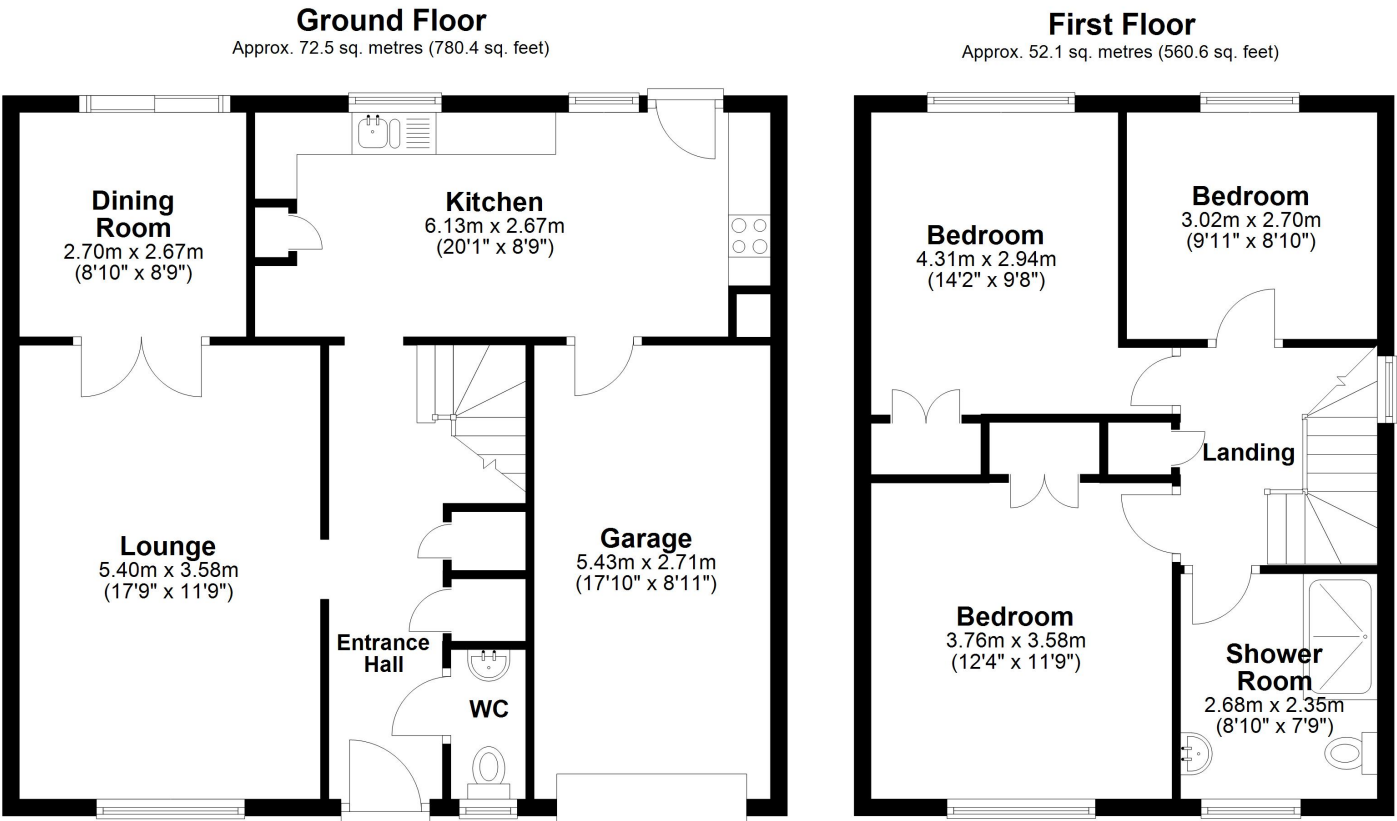 Ground Floor
Approx. 72.5 sq. metres (780.4 sq. feet)
Dining
Room
2.70m x 2.67m
(8'10" x 8'9")
Kitchen
6.13m x 2.67m
(20'1" x 8'9")
Lounge
5.40m x 3.58m
(17'9" x 11'9")
Entrance
Hall
WC
Garage
5.43m x 2.71m
(17'10" x 8'11")
First Floor
Approx. 52.1 sq. metres (560.6 sq. feet)
Bedroom
4.31m x 2.94m
(14'2" x 9'8")
Bedroom
3.02m x 2.70m
(9'11" x 8'10")
Landing
Bedroom
3.76m x 3.58m
(12'4" x 11'9")
Shower
Room
2.68m x 2.35m
(8'10" x 7'9")